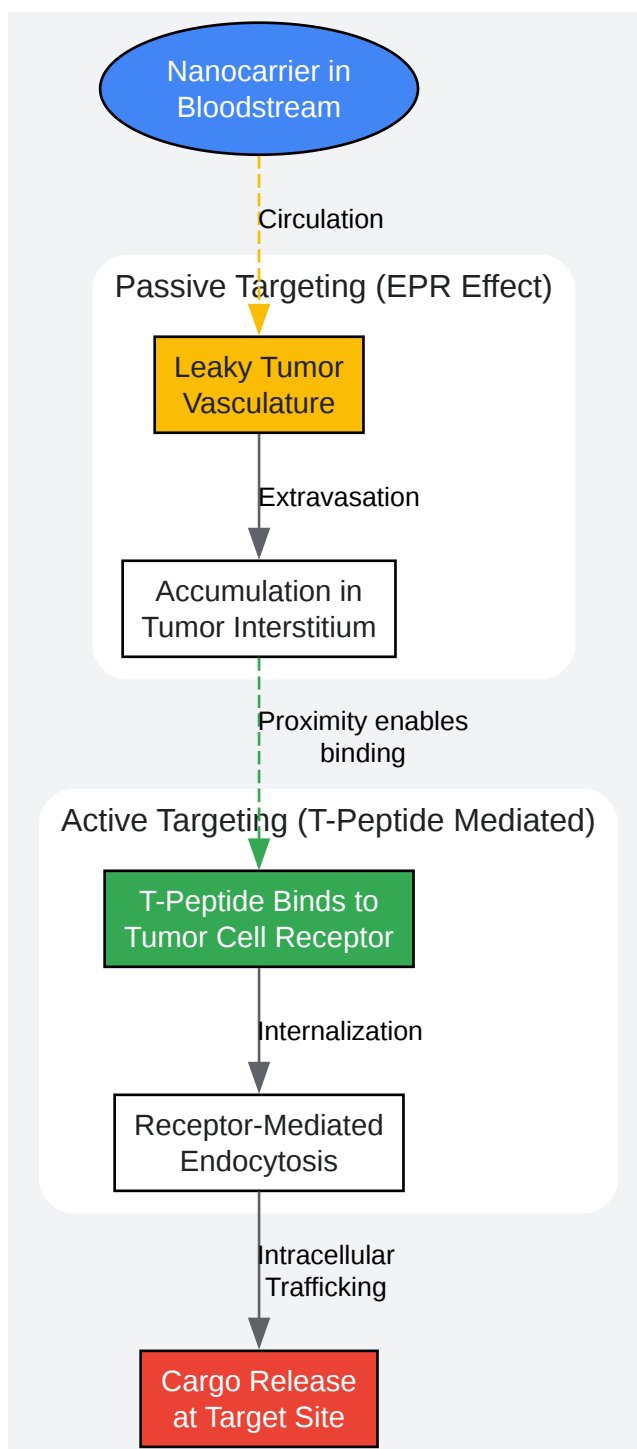 Nanocarrier in
Bloodstream
Circulation
Passive Targeting (EPR Effect)
Leaky Tumor
Vasculature
Extravasation
Accumulation in
Tumor Interstitium
Proximity enables
binding
Active Targeting (T-Peptide Mediated)
T-Peptide Binds to
Tumor Cell Receptor
Internalization
Receptor-Mediated
Endocytosis
Intracellular
Trafficking
Cargo Release
at Target Site